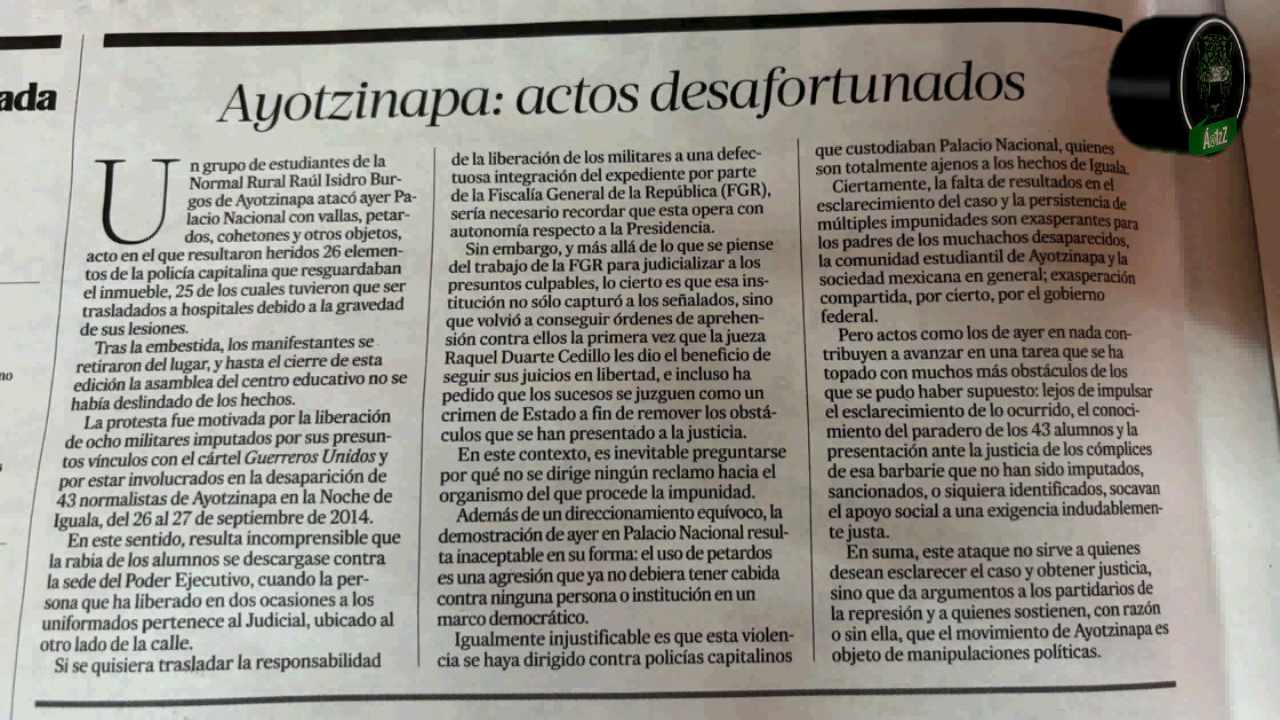 ada
no
Ayotzinapa: actos desafortunados
Un grupo de estudiantes de la
Normal Rural Raúl Isidro Bur-
gos de Ayotzinapa atacó ayer Pa-
lacio Nacional con vallas, petar-
dos, cohetones y otros objetos,
acto en el que resultaron heridos 26 elemen-
tos de la policía capitalina que resguardaban
el inmueble, 25 de los cuales tuvieron que ser
trasladados a hospitales debido a la gravedad
de sus lesiones.
Tras la embestida, los manifestantes se
retiraron del lugar, y hasta el cierre de esta
edición la asamblea del centro educativo no se
había deslindado de los hechos.
La protesta fue motivada por la liberación
de ocho militares imputados por sus presun-
tos vínculos con el cártel Guerreros Unidos y
por estar involucrados en la desaparición de
43 normalistas de Ayotzinapa en la Noche de
Iguala, del 26 al 27 de septiembre de 2014.
En este sentido, resulta incomprensible que
la rabia de los alumnos se descargase contra
la sede del Poder Ejecutivo, cuando la per-
sona que ha liberado en dos ocasiones a los
uniformados pertenece al Judicial, ubicado al
otro lado de la calle.
Si se quisiera trasladar la responsabilidad
de la liberación de los militares a una defec-
tuosa integración del expediente por parte
de la Fiscalía General de la República (FGR),
sería necesario recordar que esta opera con
autonomía respecto a la Presidencia.
Sin embargo, y más allá de lo que se piense
del trabajo de la FGR para judicializar a los
presuntos culpables, lo cierto es que esa ins-
titución no sólo capturó a los señalados, sino
que volvió a conseguir órdenes de aprehen-
sión contra ellos la primera vez que la jueza
Raquel Duarte Cedillo les dio el beneficio de
seguir sus juicios en libertad, e incluso ha
pedido que los sucesos se juzguen como un
crimen de Estado a fin de remover los obstá-
culos que se han presentado a la justicia.
En este contexto, es inevitable preguntarse
por qué no se dirige ningún reclamo hacia el
organismo del que procede la impunidad.
Además de un direccionamiento equívoco, la
demostración de ayer en Palacio Nacional resul-
ta inaceptable en su forma: el uso de petardos
es una agresión que ya no debiera tener cabida
contra ninguna persona o institución en un
marco democrático.
Igualmente injustificable es que esta violen-
cia se haya dirigido contra policías capitalinos
que custodiaban Palacio Nacional, quienes
son totalmente ajenos a los hechos de Iguala.
Ciertamente, la falta de resultados en el
esclarecimiento del caso y la persistencia de
múltiples impunidades son exasperantes para
los padres de los muchachos desaparecidos,
la comunidad estudiantil de Ayotzinapa y la
sociedad mexicana en general; exasperación
compartida, por cierto, por el gobierno
federal.
Pero actos como los de ayer en nada con-
tribuyen a avanzar en una tarea que se ha
topado con muchos más obstáculos de los
que se pudo haber supuesto: lejos de impulsar
el esclarecimiento de lo ocurrido, el conoci-
miento del paradero de los 43 alumnos y la
presentación ante la justicia de los cómplices
de esa barbarie que no han sido imputados,
sancionados, o siquiera identificados, socavan
el apoyo social a una exigencia indudablemen-
te justa.
En suma, este ataque no sirve a quienes
desean esclarecer el caso y obtener justicia,
sino que da argumentos a los partidarios de
la represión y a quienes sostienen, con razón
o sin ella, que el movimiento de Ayotzinapa es
objeto de manipulaciones políticas.